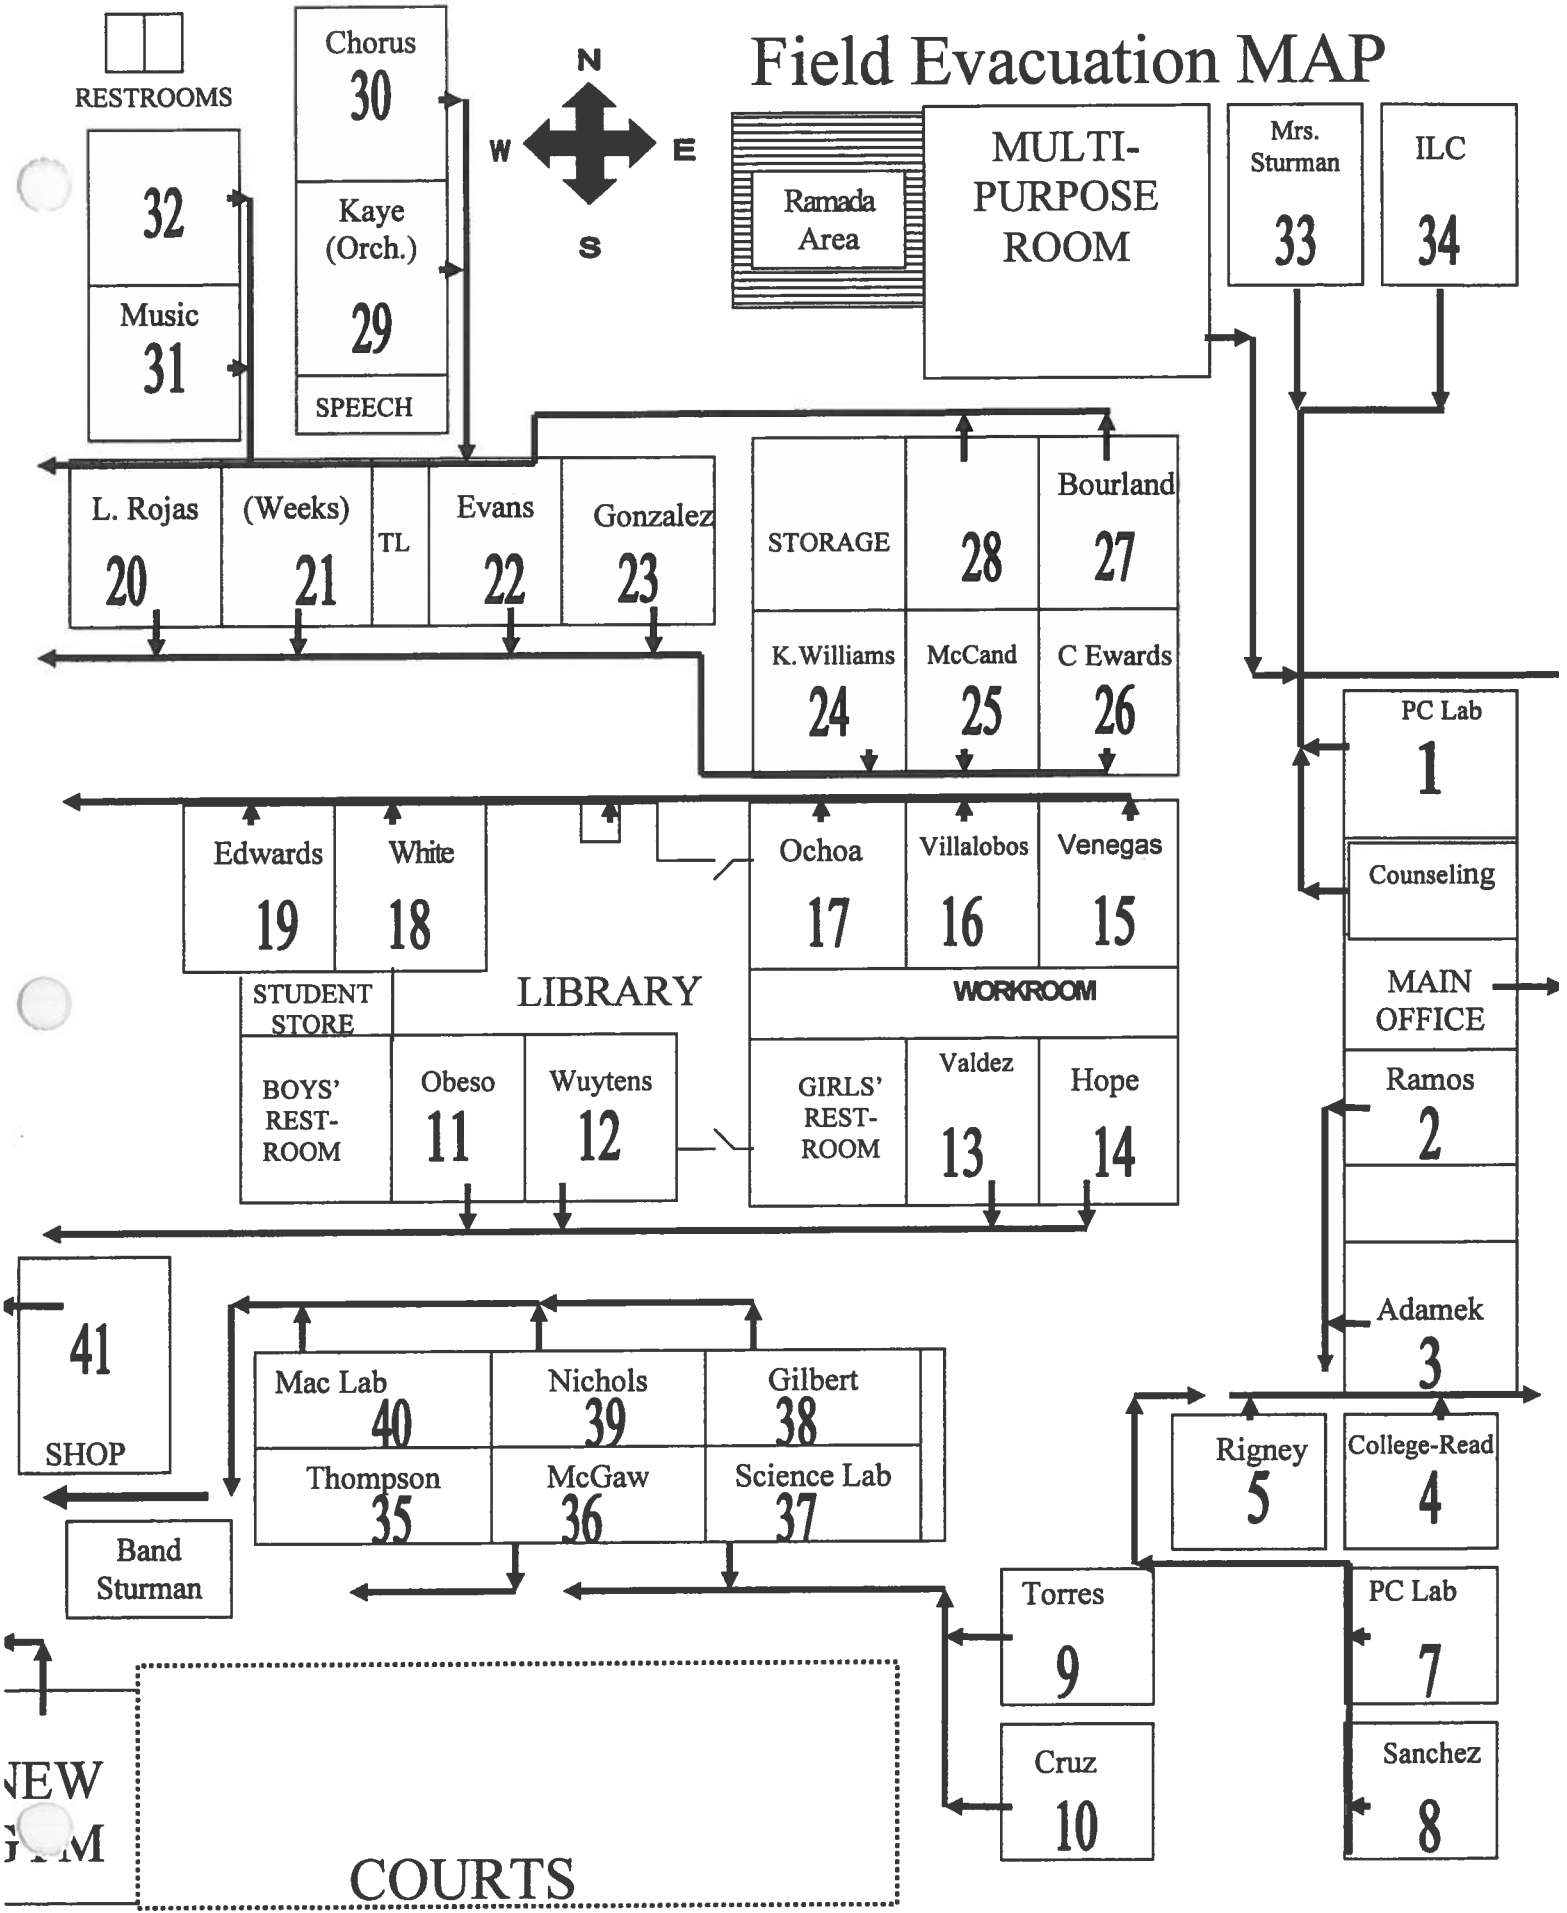 Field Evacuation MAP
RESTROOMS
Chorus
30
N
W
E
S
MULTI-
PURPOSE
ROOM
Ramada
Area
Mrs.
Sturman
33
ILC
34
32
Kaye
(Orch.)
29
Music
31
SPEECH
L. Rojas
20
(Weeks)
21
TL
Evans
22
Gonzalez
23
STORAGE
28
Bourland
27
K.Williams
24
McCand
25
C Ewards
26
PC Lab
1
Edwards
19
White
18
Ochoa
17
Villalobos
16
Venegas
15
Counseling
STUDENT
STORE
LIBRARY
WORKROOM
MAIN
OFFICE
BOYS’
REST-
ROOM
Obeso
11
Wuytens
12
GIRLS’
REST-
ROOM
Valdez
13
Hope
14
Ramos
2
41
SHOP
Mac Lab
40
Nichols
39
Gilbert
38
Adamek
3
Thompson
35
McGaw
36
Science Lab
37
Rigney
5
College-Read
4
Band
Sturman
Torres
9
PC Lab
7
NEW
Cruz
10
Sanchez
8
COURTS